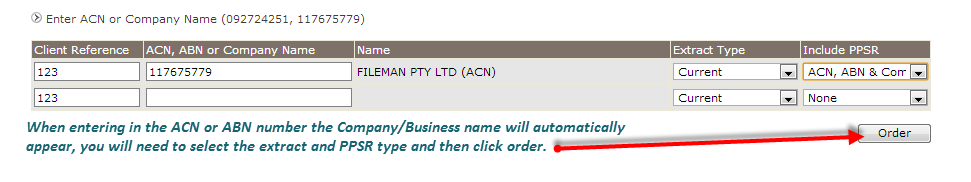 Enter ACN or Company Name (092724251, 117675779)
Client Reference ACN, ABN or Company Name Name Extract Type Include PPSR
123 117675779 FILEMAN PTY LTD (ACN) Current ACN, ABN & Com
123 Current None
When entering in the ACN or ABN number the Company/Business name will automatically
appear, you will need to select the extract and PPSR type and then click order.
Order